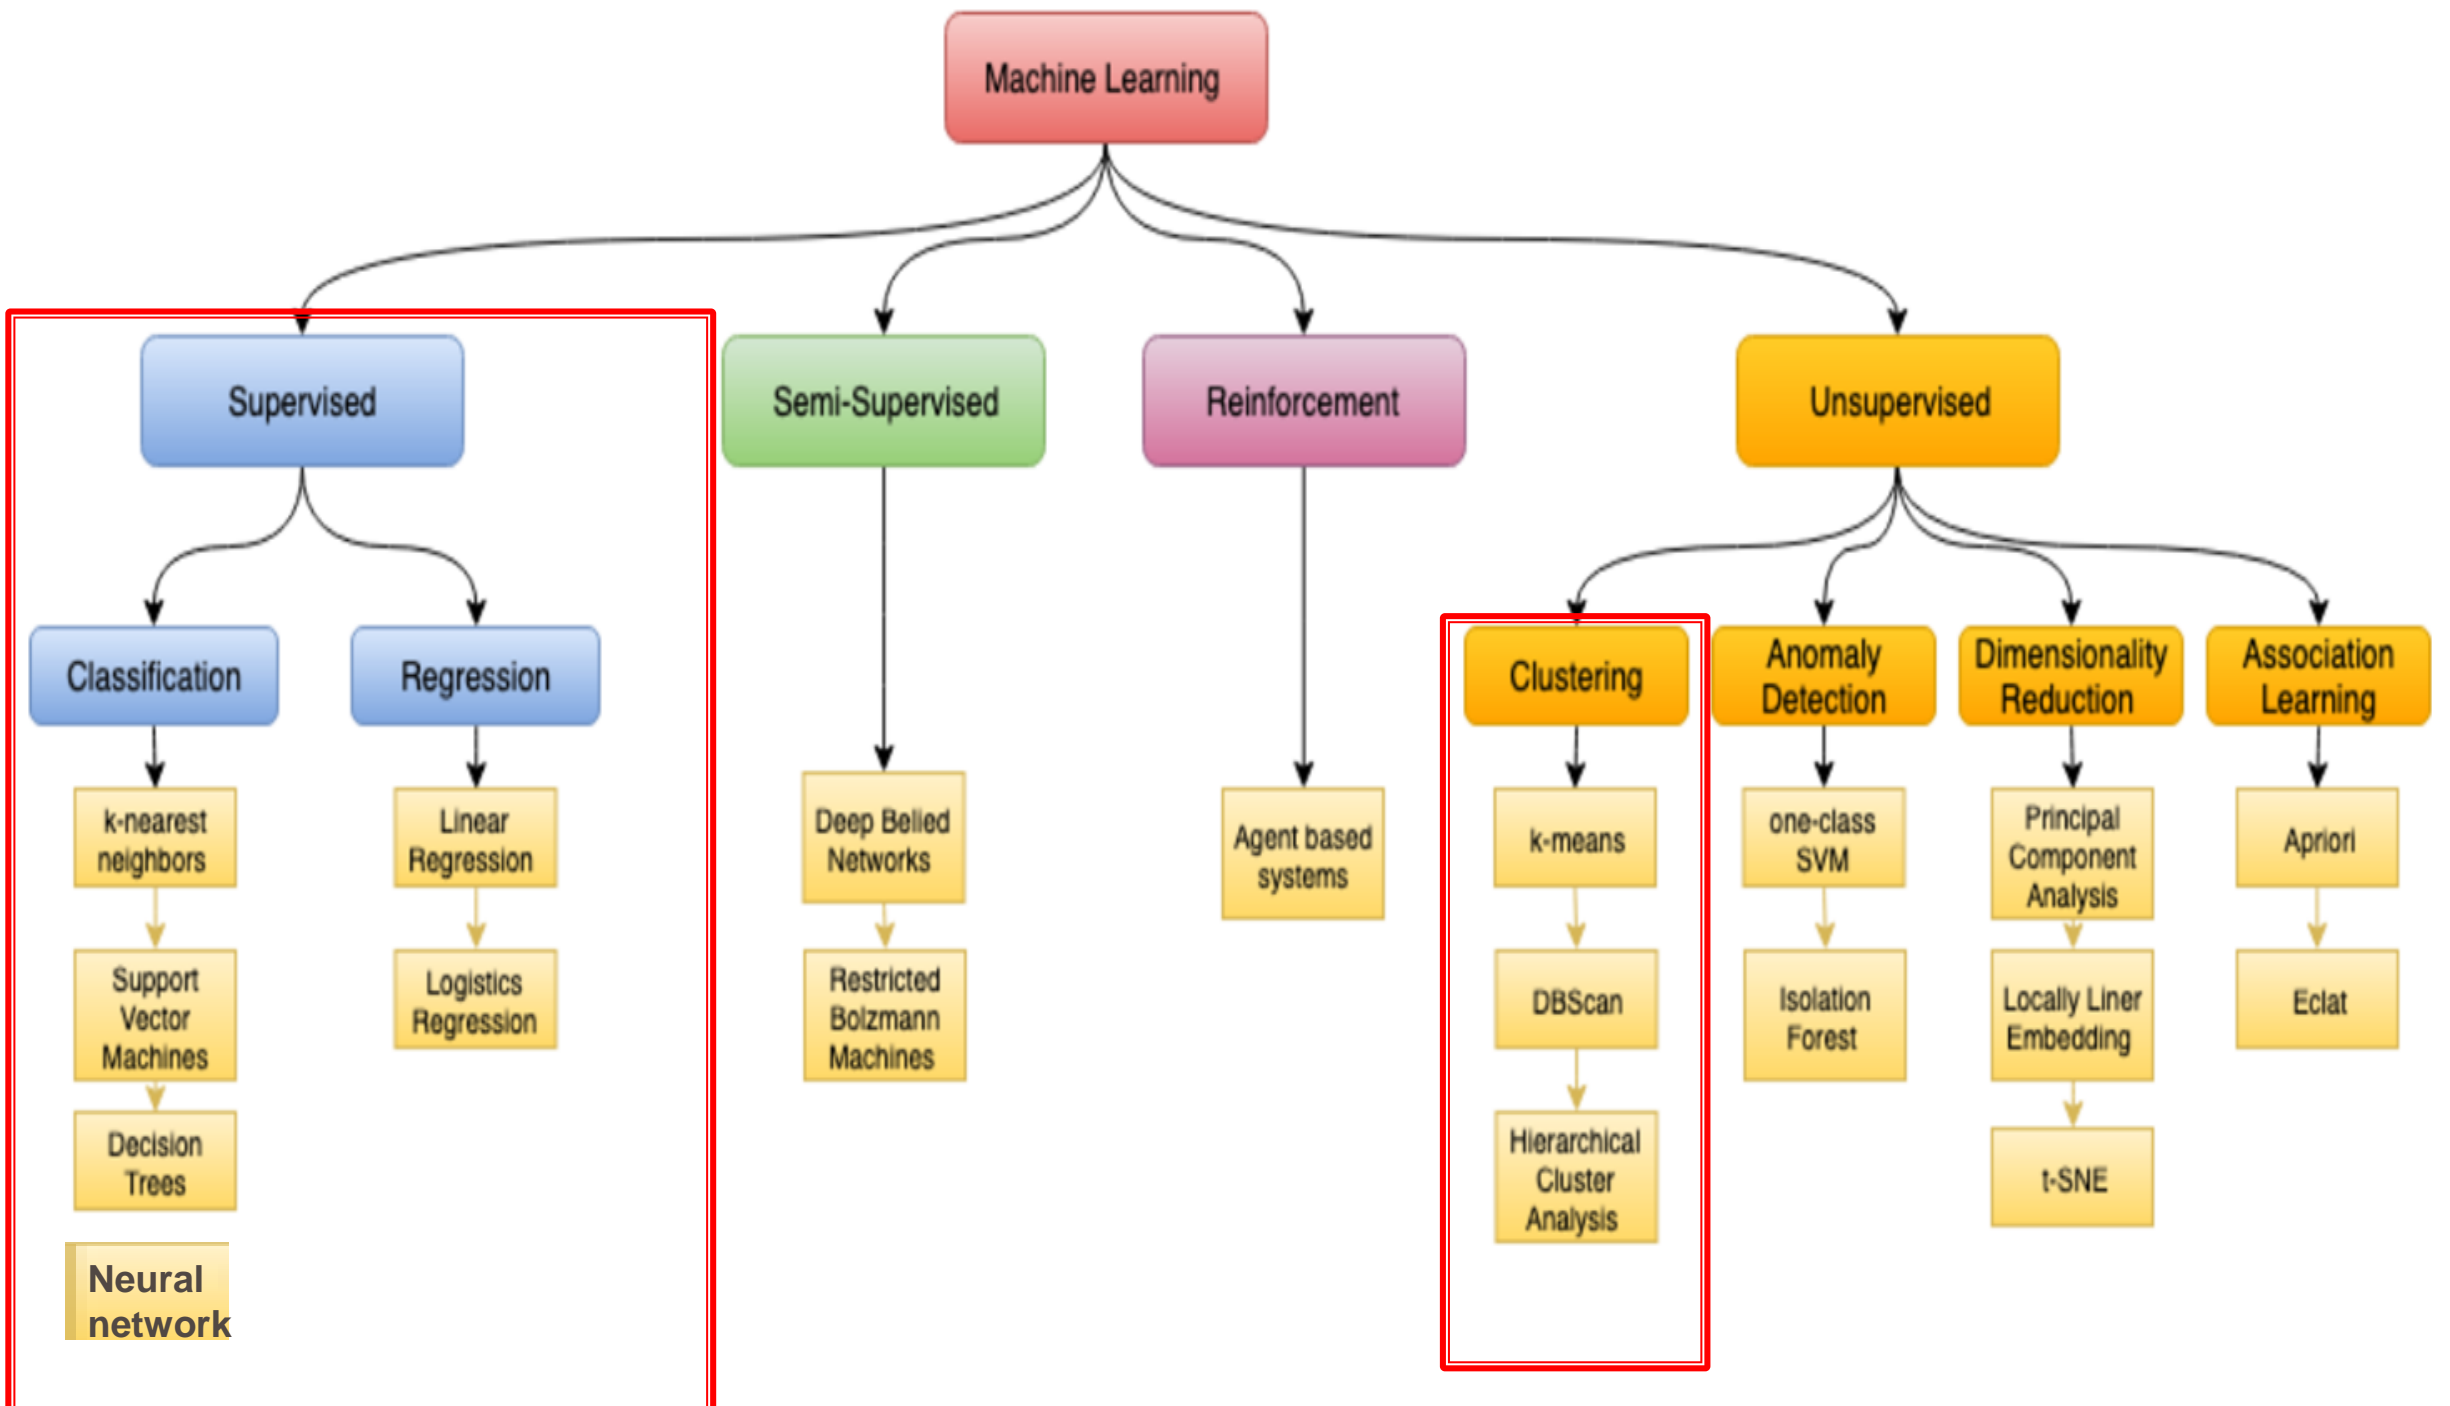 Machine Learning
Supervised
Semi-Supervised
Reinforcement
Unsupervised
Classification
Regression
Clustering
Anomaly
Detection
Dimensionality
Reduction
Association
Learning
k-nearest
neighbors
Linear
Regression
Deep Belied
Networks
Agent based
systems
k-means
one-class
SVM
Principal
Component
Analysis
Apriori
Support
Vector
Machines
Logistics
Regression
Restricted
Bolzmann
Machines
DBScan
Isolation
Forest
Locally Liner
Embedding
Eclat
Decision
Trees
Hierarchical
Cluster
Analysis
t-SNE
Neural
network